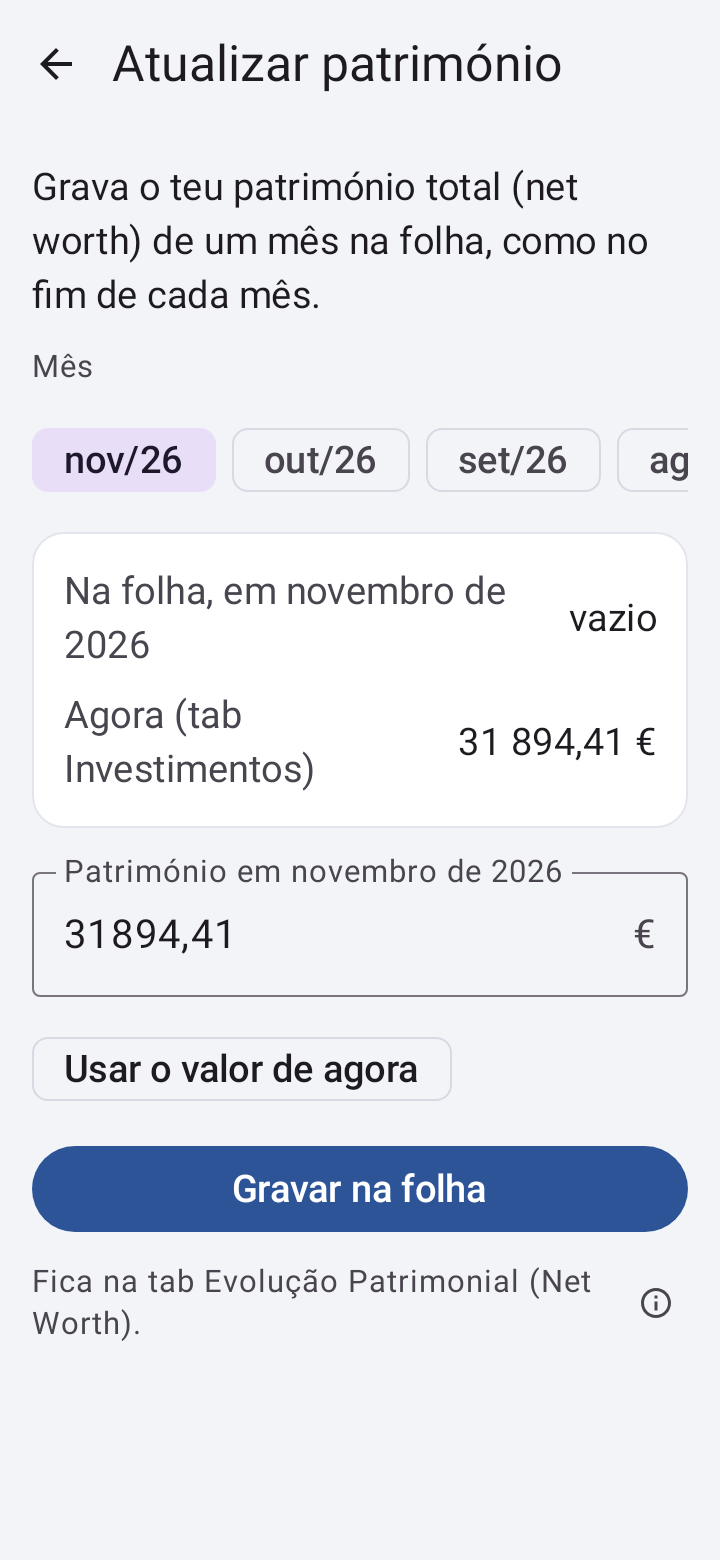 Atualizar património
Grava o teu património total (net
worth) de um mês na folha, como no
fim de cada mês.
Mês
nov/26
out/26
set/26
ag
Na folha, em novembro de
2026
vazio
Agora (tab
Investimentos)
31 894,41 €
Património em novembro de 2026
31894,41 €
Usar o valor de agora
Gravar na folha
Fica na tab Evolução Patrimonial (Net
Worth).